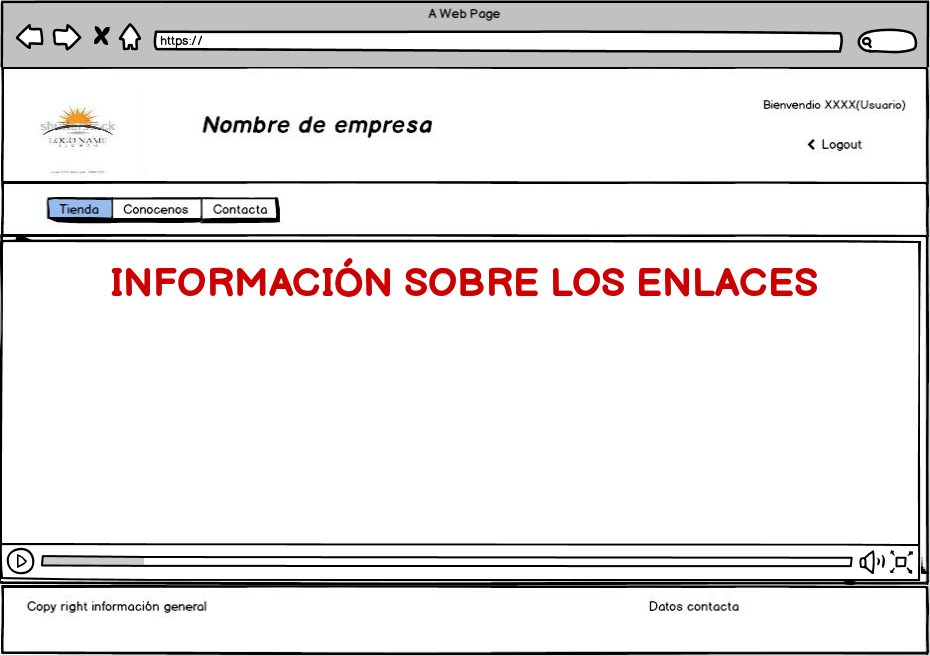 A Web Page
https://
Bienvendio XXXX(Usuario)
Nombre de empresa
Logout
LOGO NAME
Tienda Conocenos Contacta
INFORMACIÓN SOBRE LOS ENLACES
Copy right información general Datos contacta